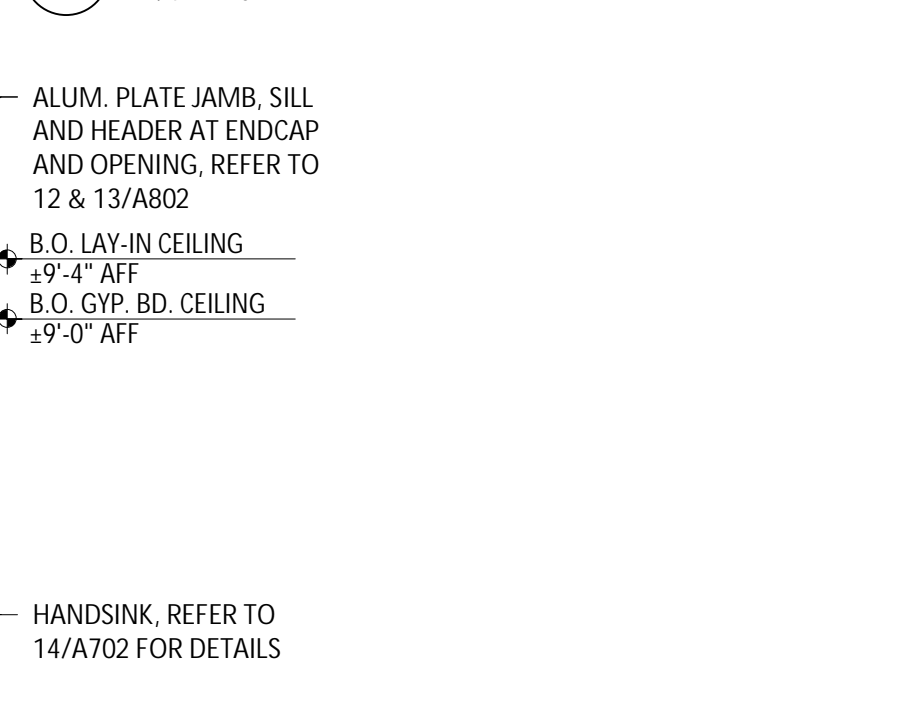 ALUM. PLATE JAMB, SILL
AND HEADER AT ENDCAP
AND OPENING, REFER TO
12 & 13/A802
B.O. LAY-IN CEILING
±9'-4" AFF
B.O. GYP. BD. CEILING
±9'-0" AFF
HANDSINK, REFER TO
14/A702 FOR DETAILS